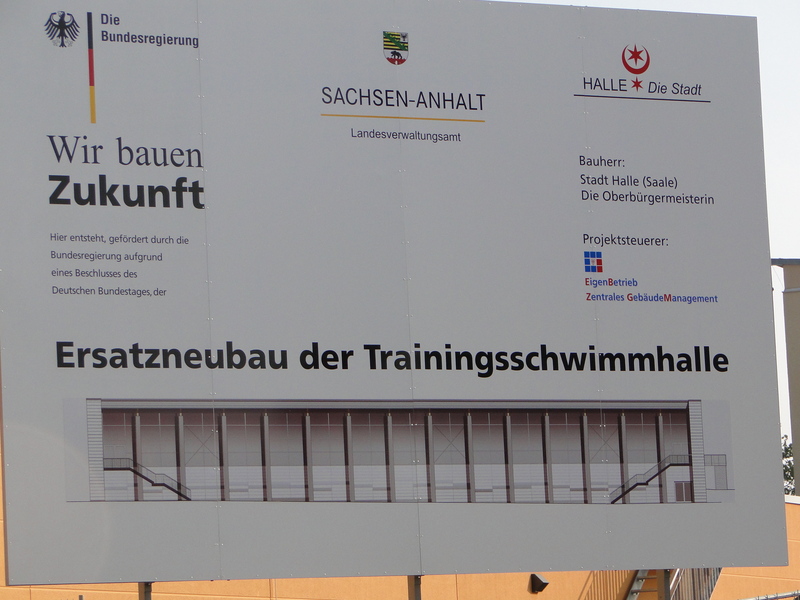 Die
Bundesregierung
Wir bauen
Zukunft
Hier entsteht, gefördert durch die
Bundesregierung aufgrund
eines Beschlusses des
Deutschen Bundestages, der
SACHSEN-ANHALT
Landesverwaltungsamt
HALLE Die Stadt
Bauherr:
Stadt Halle (Saale)
Die Oberbürgermeisterin
Projektsteuerer:
EigenBetrieb
Zentrales GebäudeManagement
Ersatzneubau der Trainingsschwimmhalle